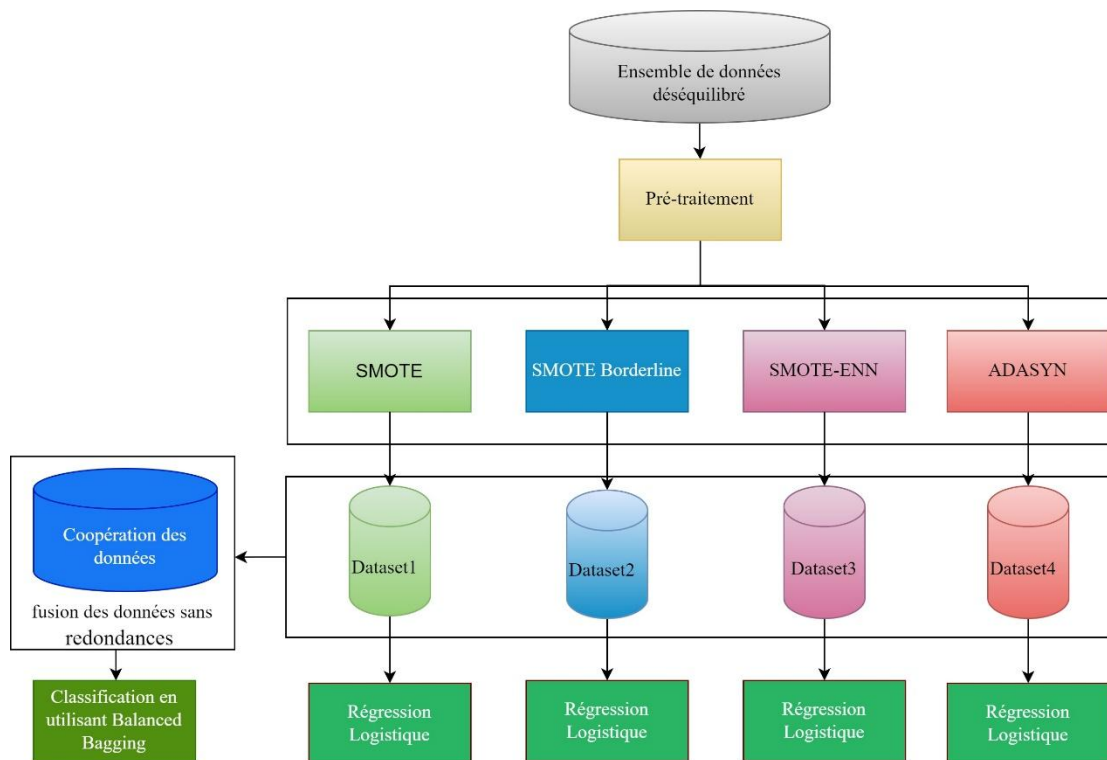 Ensemble de données
déséquilibré
Pré-traitement
SMOTE
SMOTE Borderline
SMOTE-ENN
ADASYN
Coopération des
données
fusion des données sans
redondances
Dataset1
Dataset2
Dataset3
Dataset4
Classification en
utilisant Balanced
Bagging
Régression
Logistique
Régression
Logistique
Régression
Logistique
Régression
Logistique